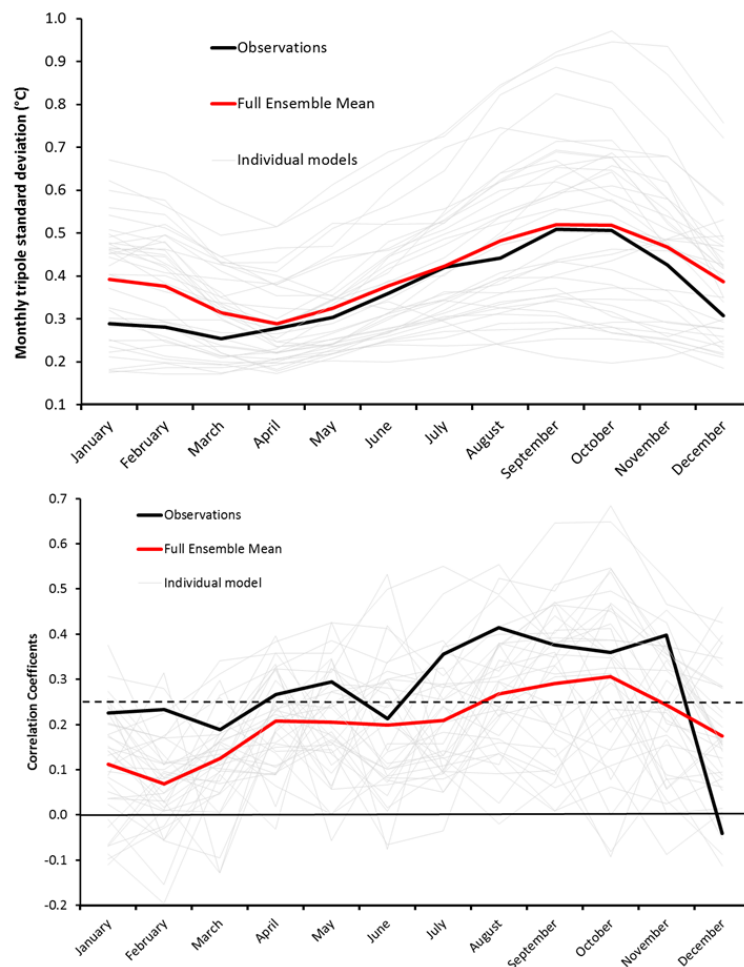 1.0
0.9
0.8
0.7
0.6
0.5
0.4
0.3
0.2
0.1
Monthly tripole standard deviation (°C)
Observations
Full Ensemble Mean
Individual models
January
February
March
April
May
June
July
August
September
October
November
December
0.7
0.6
0.5
0.4
0.3
0.2
0.1
0.0
-0.1
-0.2
Correlation Coefficents
Observations
Full Ensemble Mean
Individual model
January
February
March
April
May
June
July
August
September
October
November
December